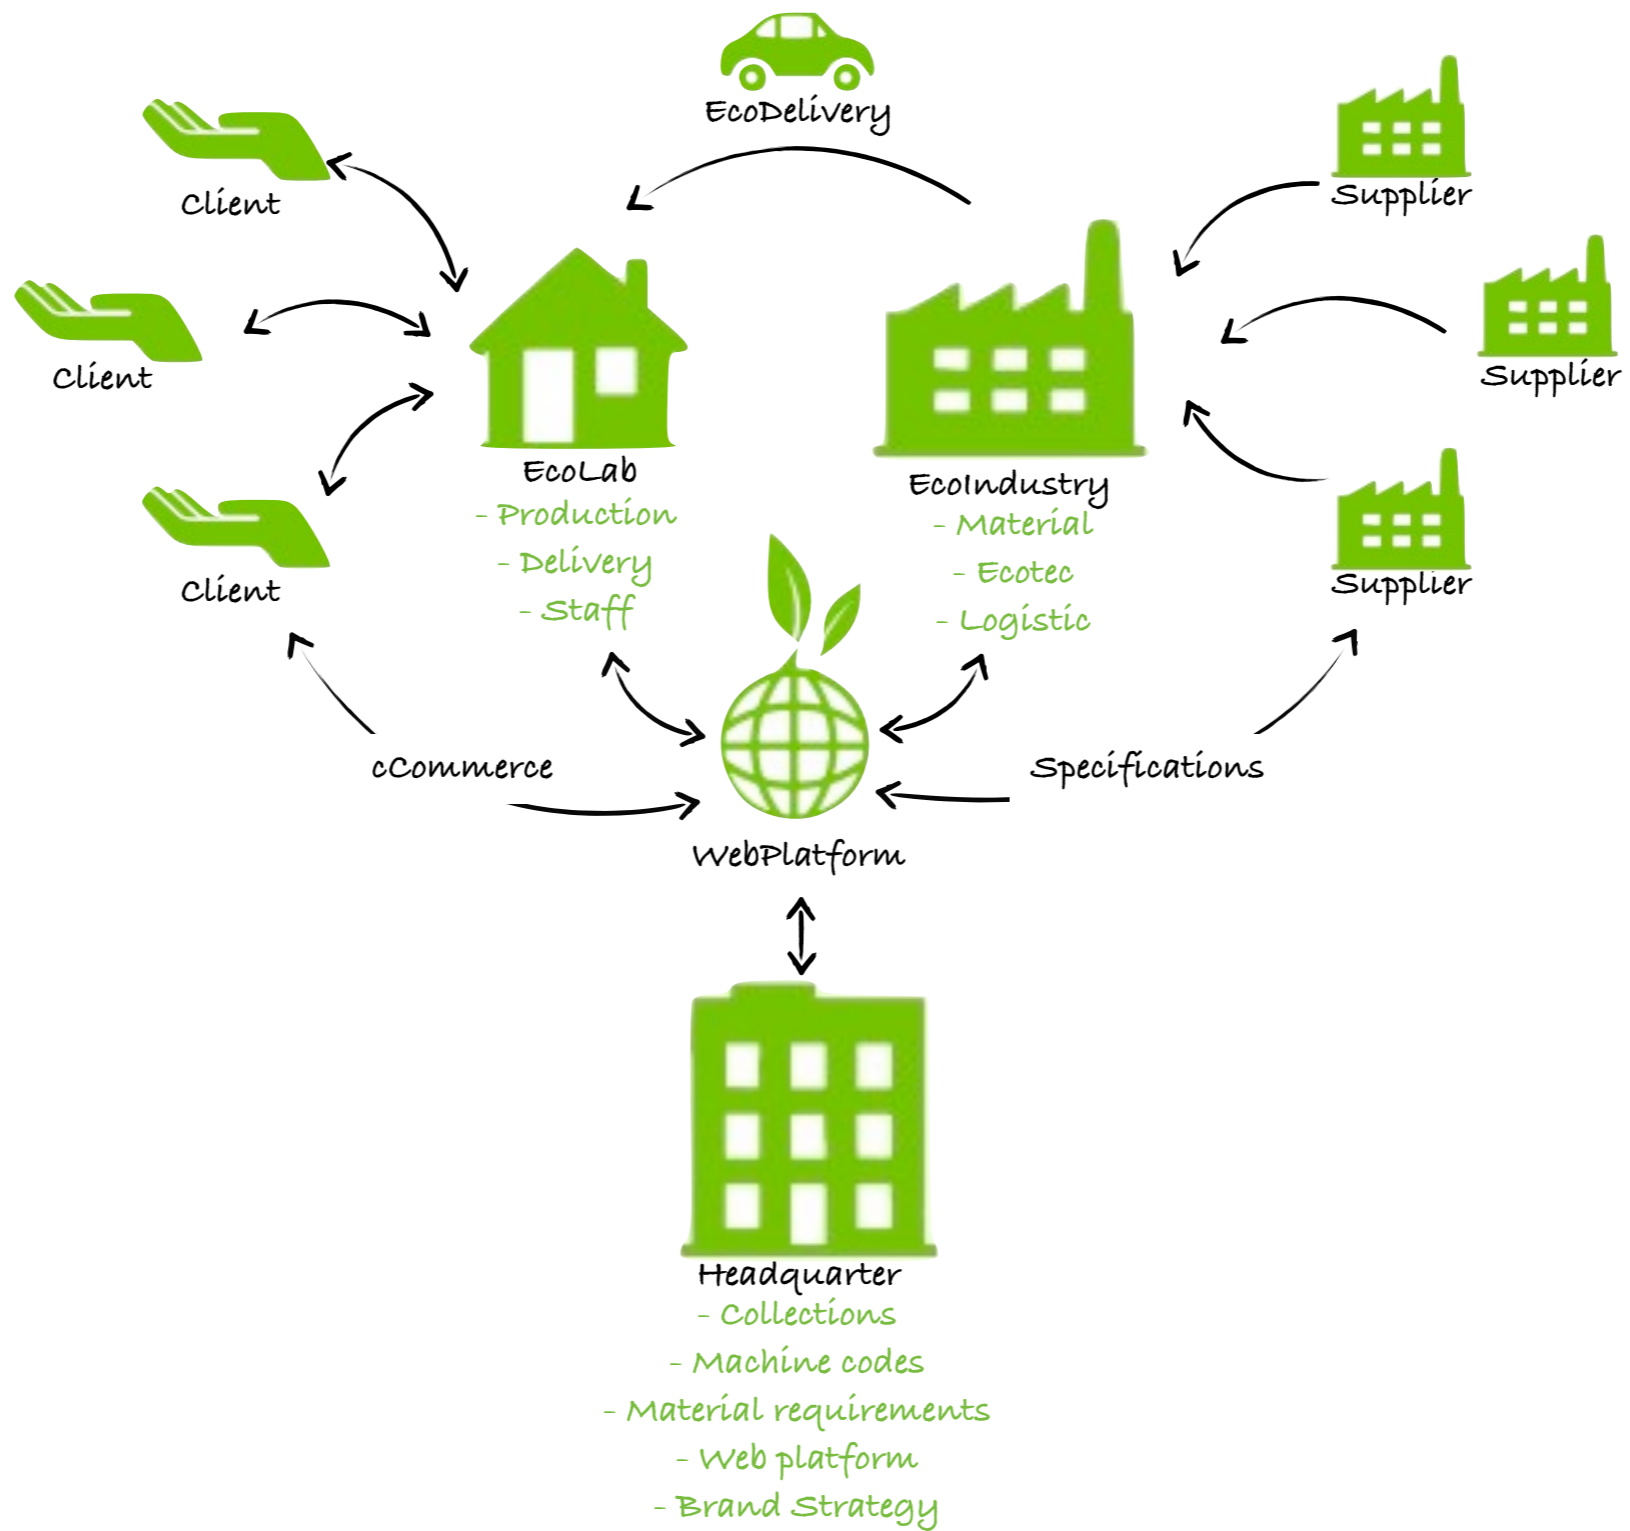 EcoDelivery
Client
Supplier
Client
Supplier
EcoLab
- Production
- Delivery
- Staff
EcoIndustry
- Material
- Ecotec
- Logistic
Client
Supplier
cCommerce
Specifications
WebPlatform
Headquarter
- Collections
- Machine codes
- Material requirements
- Web platform
- Brand Strategy